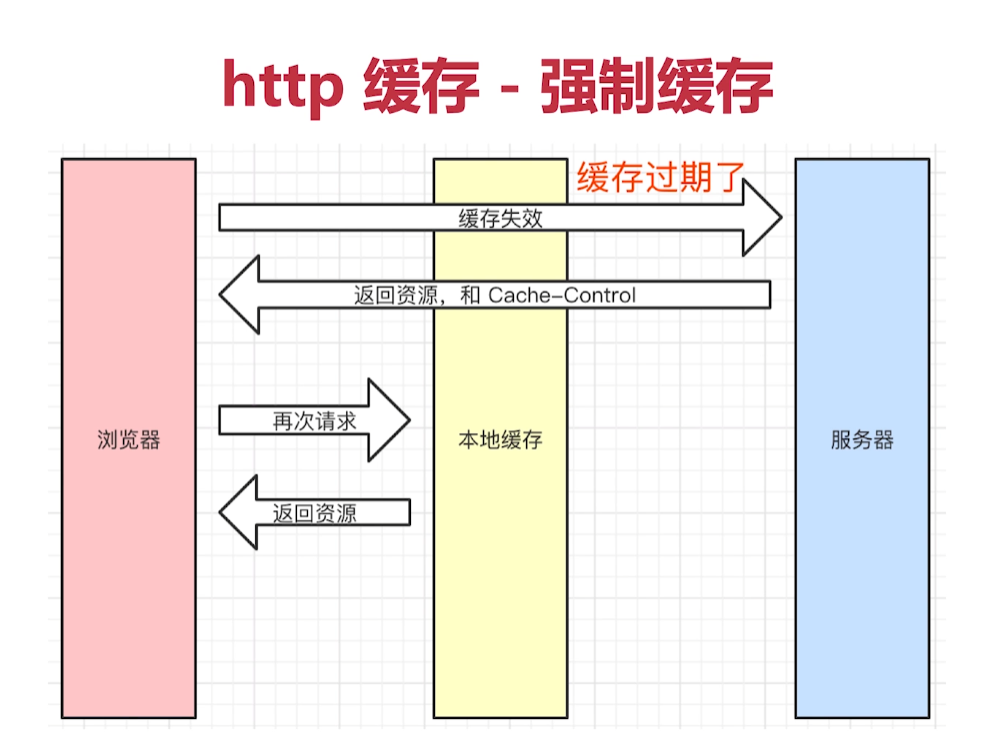 http 缓存 - 强制缓存
缓存过期了
缓存失效
返回资源，和 Cache-Control
再次请求
浏览器
本地缓存
服务器
返回资源